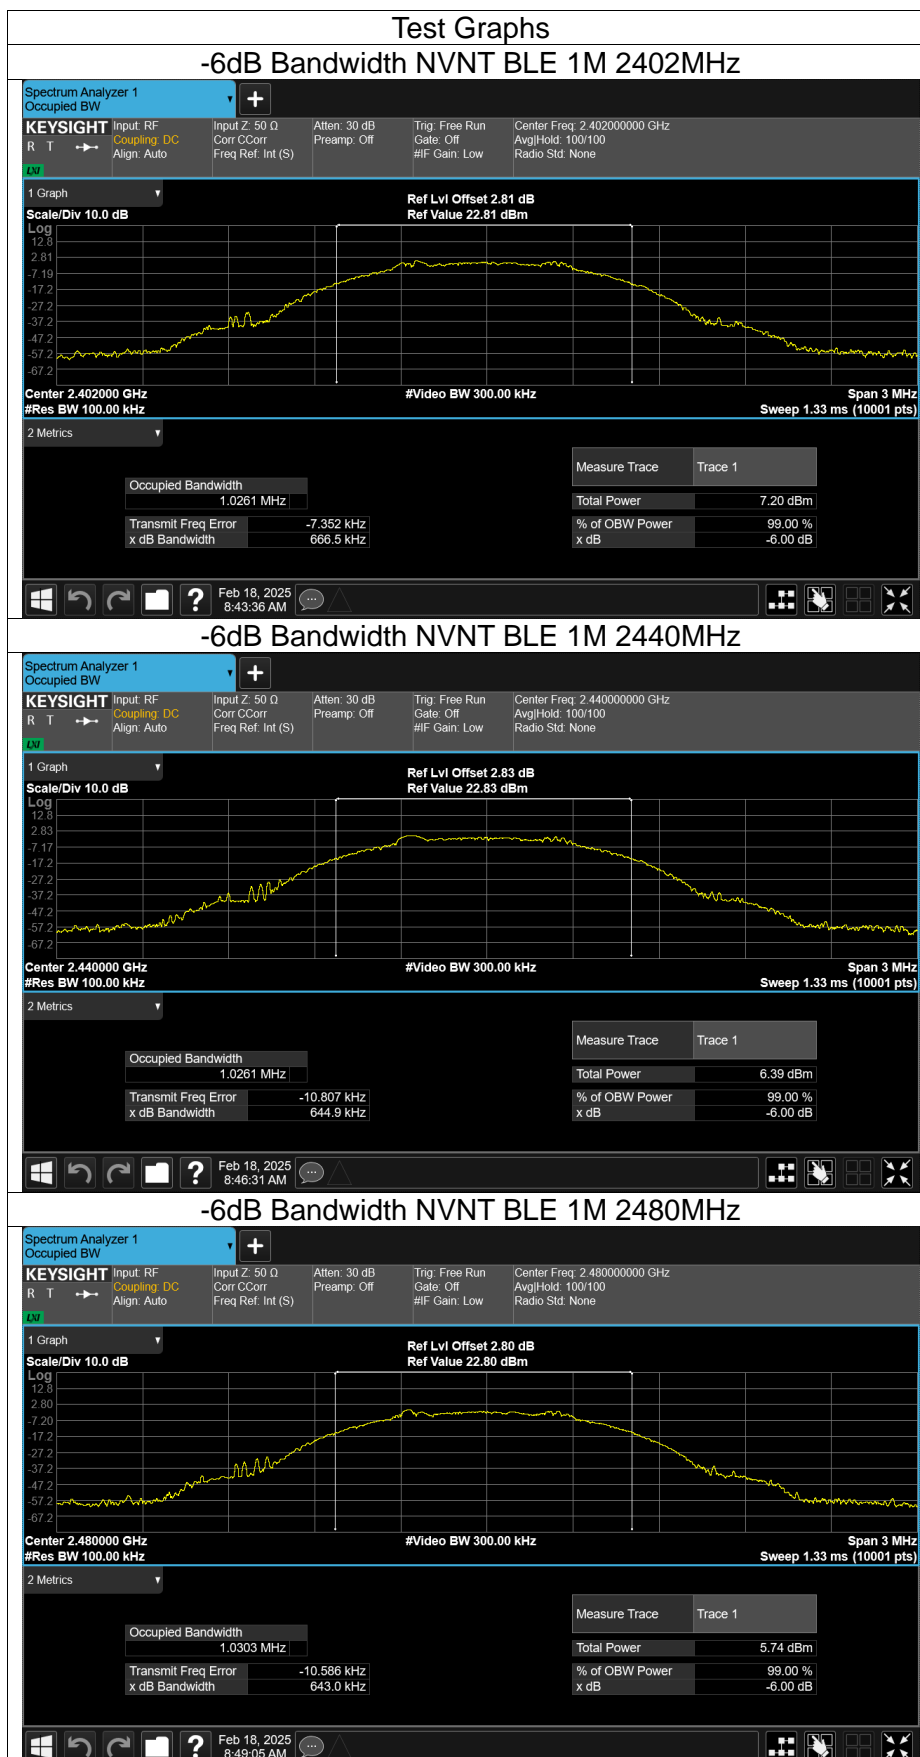 Test Graphs
-6dB Bandwidth NVNT BLE 1M 2402MHz
Spectrum Analyzer 1
Occupied BW
KEYSIGHT Input: RF Input Z: 50 Ω Atten: 30 dB Trig: Free Run Center Freq: 2.402000000 GHz
R T Coupling: DC Corr CCorr Preamp: Off Gate: Off Avg|Hold: 100/100
Align: Auto Freq Ref: Int (S) #IF Gain: Low Radio Std: None
LXI
1 Graph
Ref Lvl Offset 2.81 dB
Scale/Div 10.0 dB Ref Value 22.81 dBm
Log
12.8
2.81
-7.19
-17.2
-27.2
-37.2
-47.2
-57.2
-67.2
Center 2.402000 GHz #Video BW 300.00 kHz Span 3 MHz
#Res BW 100.00 kHz Sweep 1.33 ms (10001 pts)
2 Metrics
Measure Trace Trace 1
Occupied Bandwidth
1.0261 MHz Total Power 7.20 dBm
Transmit Freq Error -7.352 kHz % of OBW Power 99.00 %
x dB Bandwidth 666.5 kHz x dB -6.00 dB
? Feb 18, 2025
8:43:36 AM
-6dB Bandwidth NVNT BLE 1M 2440MHz
Spectrum Analyzer 1
Occupied BW
KEYSIGHT Input: RF Input Z: 50 Ω Atten: 30 dB Trig: Free Run Center Freq: 2.440000000 GHz
R T Coupling: DC Corr CCorr Preamp: Off Gate: Off Avg|Hold: 100/100
Align: Auto Freq Ref: Int (S) #IF Gain: Low Radio Std: None
LXI
1 Graph
Ref Lvl Offset 2.83 dB
Scale/Div 10.0 dB Ref Value 22.83 dBm
Log
12.8
2.83
-7.17
-17.2
-27.2
-37.2
-47.2
-57.2
-67.2
Center 2.440000 GHz #Video BW 300.00 kHz Span 3 MHz
#Res BW 100.00 kHz Sweep 1.33 ms (10001 pts)
2 Metrics
Measure Trace Trace 1
Occupied Bandwidth
1.0261 MHz Total Power 6.39 dBm
Transmit Freq Error -10.807 kHz % of OBW Power 99.00 %
x dB Bandwidth 644.9 kHz x dB -6.00 dB
? Feb 18, 2025
8:46:31 AM
-6dB Bandwidth NVNT BLE 1M 2480MHz
Spectrum Analyzer 1
Occupied BW
KEYSIGHT Input: RF Input Z: 50 Ω Atten: 30 dB Trig: Free Run Center Freq: 2.480000000 GHz
R T Coupling: DC Corr CCorr Preamp: Off Gate: Off Avg|Hold: 100/100
Align: Auto Freq Ref: Int (S) #IF Gain: Low Radio Std: None
LXI
1 Graph
Ref Lvl Offset 2.80 dB
Scale/Div 10.0 dB Ref Value 22.80 dBm
Log
12.8
2.80
-7.20
-17.2
-27.2
-37.2
-47.2
-57.2
-67.2
Center 2.480000 GHz #Video BW 300.00 kHz Span 3 MHz
#Res BW 100.00 kHz Sweep 1.33 ms (10001 pts)
2 Metrics
Measure Trace Trace 1
Occupied Bandwidth
1.0303 MHz Total Power 5.74 dBm
Transmit Freq Error -10.586 kHz % of OBW Power 99.00 %
x dB Bandwidth 643.0 kHz x dB -6.00 dB
? Feb 18, 2025
8:49:05 AM